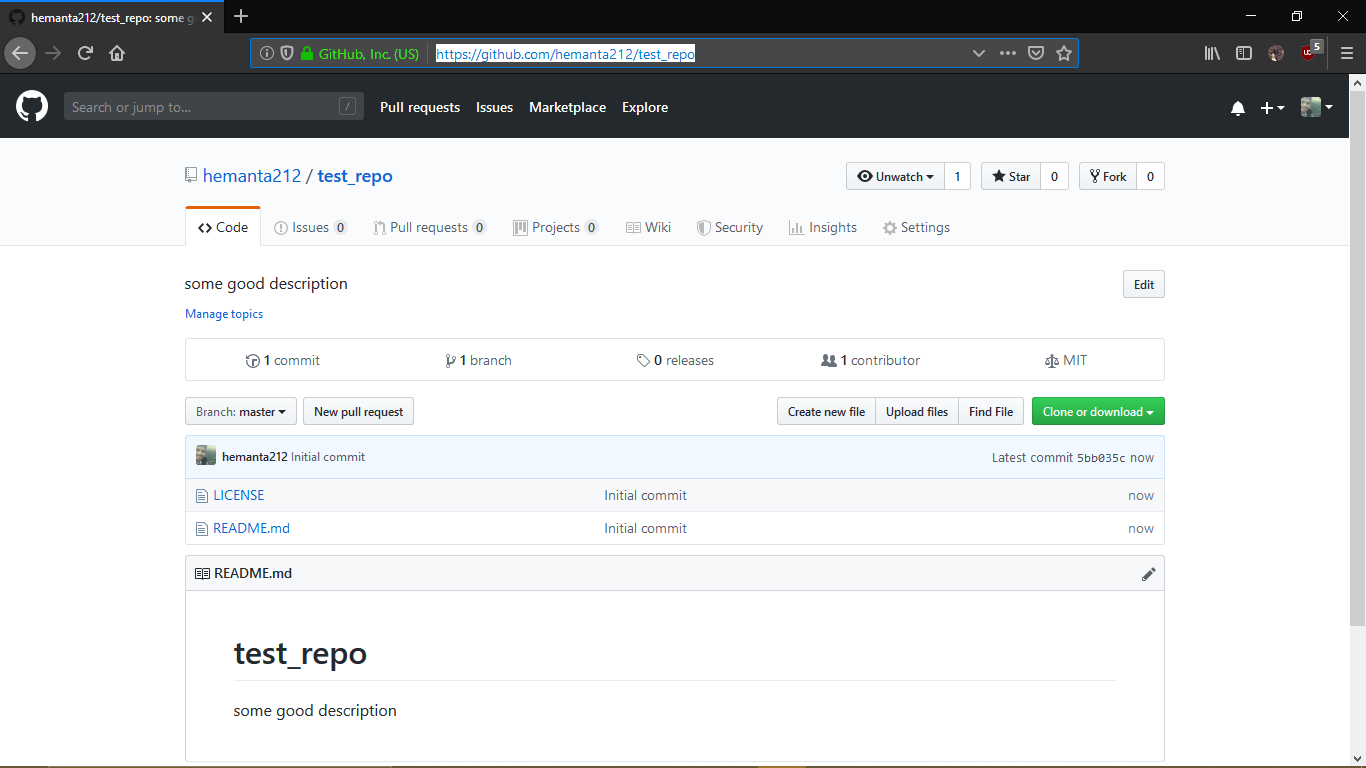 hemanta212/test_repo: some g
GitHub, Inc. (US) https://github.com/hemanta212/test_repo
5
Search or jump to... / Pull requests Issues Marketplace Explore
hemanta212 / test_repo Unwatch 1 Star 0 Fork 0
Code Issues 0 Pull requests 0 Projects 0 Wiki Security Insights Settings
some good description Edit
Manage topics
1 commit 1 branch 0 releases 1 contributor MIT
Branch: master New pull request Create new file Upload files Find File Clone or download
hemanta212 Initial commit Latest commit 5bb035c now
LICENSE Initial commit now
README.md Initial commit now
README.md
test_repo
some good description